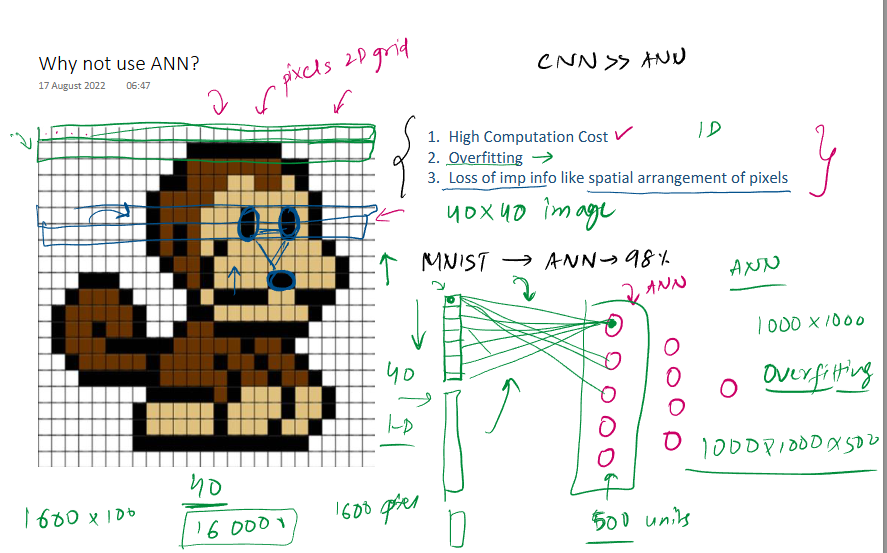 Why not use ANN?
17 August 2022 06:47
pixels 2D grid
CNN >> ANN
1. High Computation Cost
2. Overfitting →
3. Loss of imp info like spatial arrangement of pixels
1D
40 X 40 image
MNIST → ANN → 98%
ANN
ANN
1000 X 1000
40
Overfitting
1-D
1000 X 1000 X 500
40
1600 x 100
16 000
1600
500 units